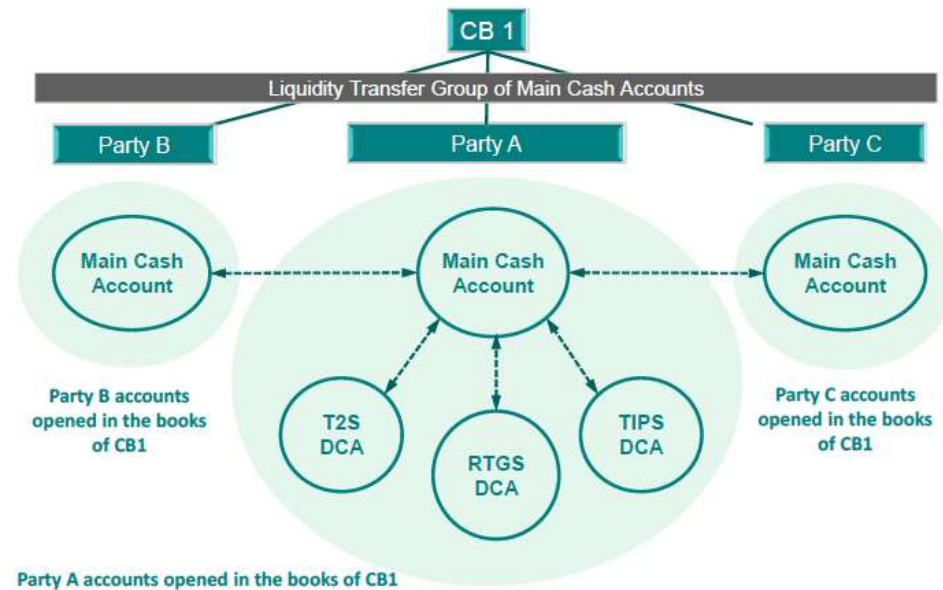 CB 1
Liquidity Transfer Group of Main Cash Accounts
Party B
Party A
Party C
Main Cash
Account
Main Cash
Account
Main Cash
Account
Party B accounts
opened in the books
of CB1
T2S
DCA
RTGS
DCA
TIPS
DCA
Party C accounts
opened in the books
of CB1
Party A accounts opened in the books of CB1